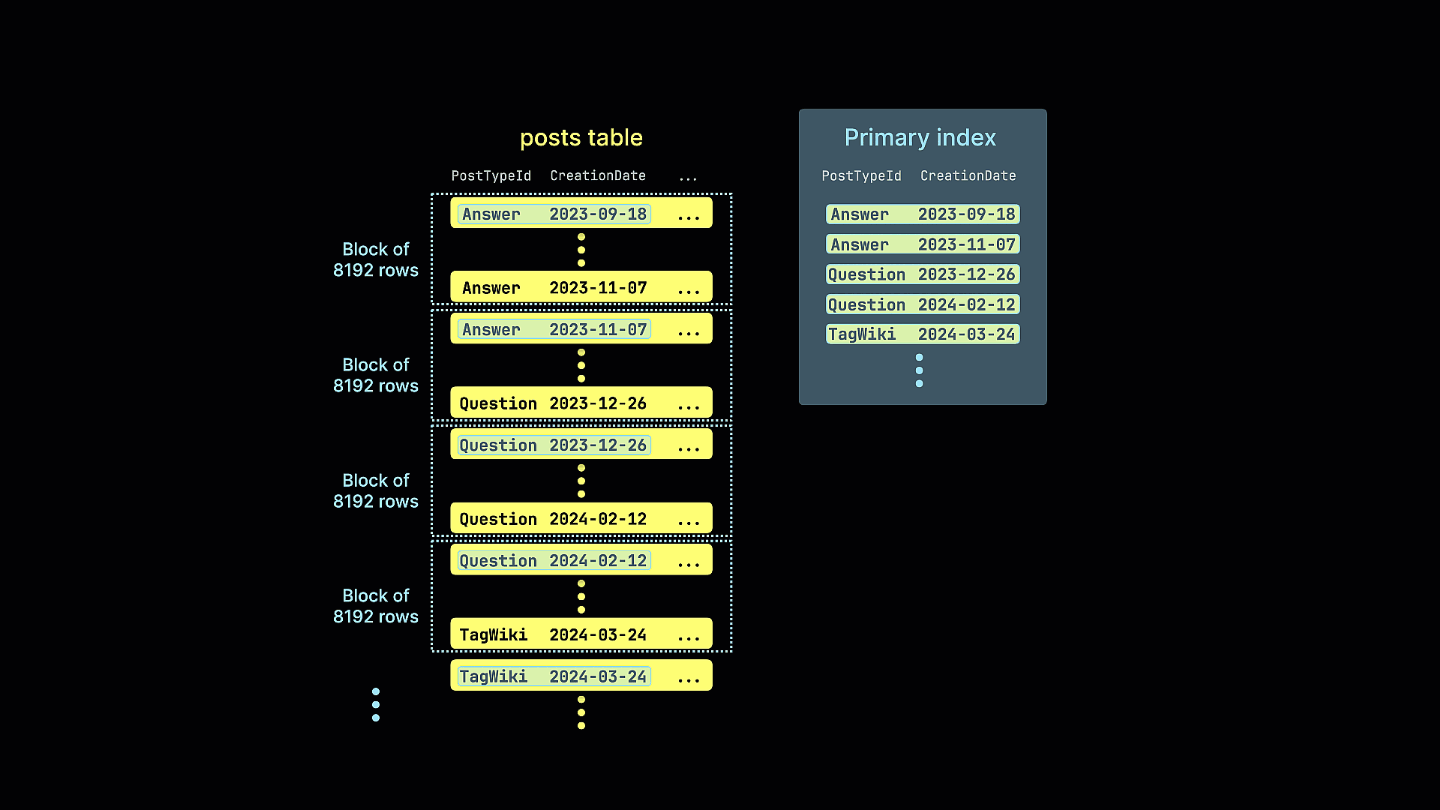 posts table
PostTypeId CreationDate ...
Block of
8192 rows
Answer 2023-09-18 ...
Answer 2023-11-07 ...
Block of
8192 rows
Answer 2023-11-07 ...
Question 2023-12-26 ...
Block of
8192 rows
Question 2023-12-26 ...
Question 2024-02-12 ...
Block of
8192 rows
Question 2024-02-12 ...
TagWiki 2024-03-24 ...
TagWiki 2024-03-24 ...
Primary index
PostTypeId CreationDate
Answer 2023-09-18
Answer 2023-11-07
Question 2023-12-26
Question 2024-02-12
TagWiki 2024-03-24